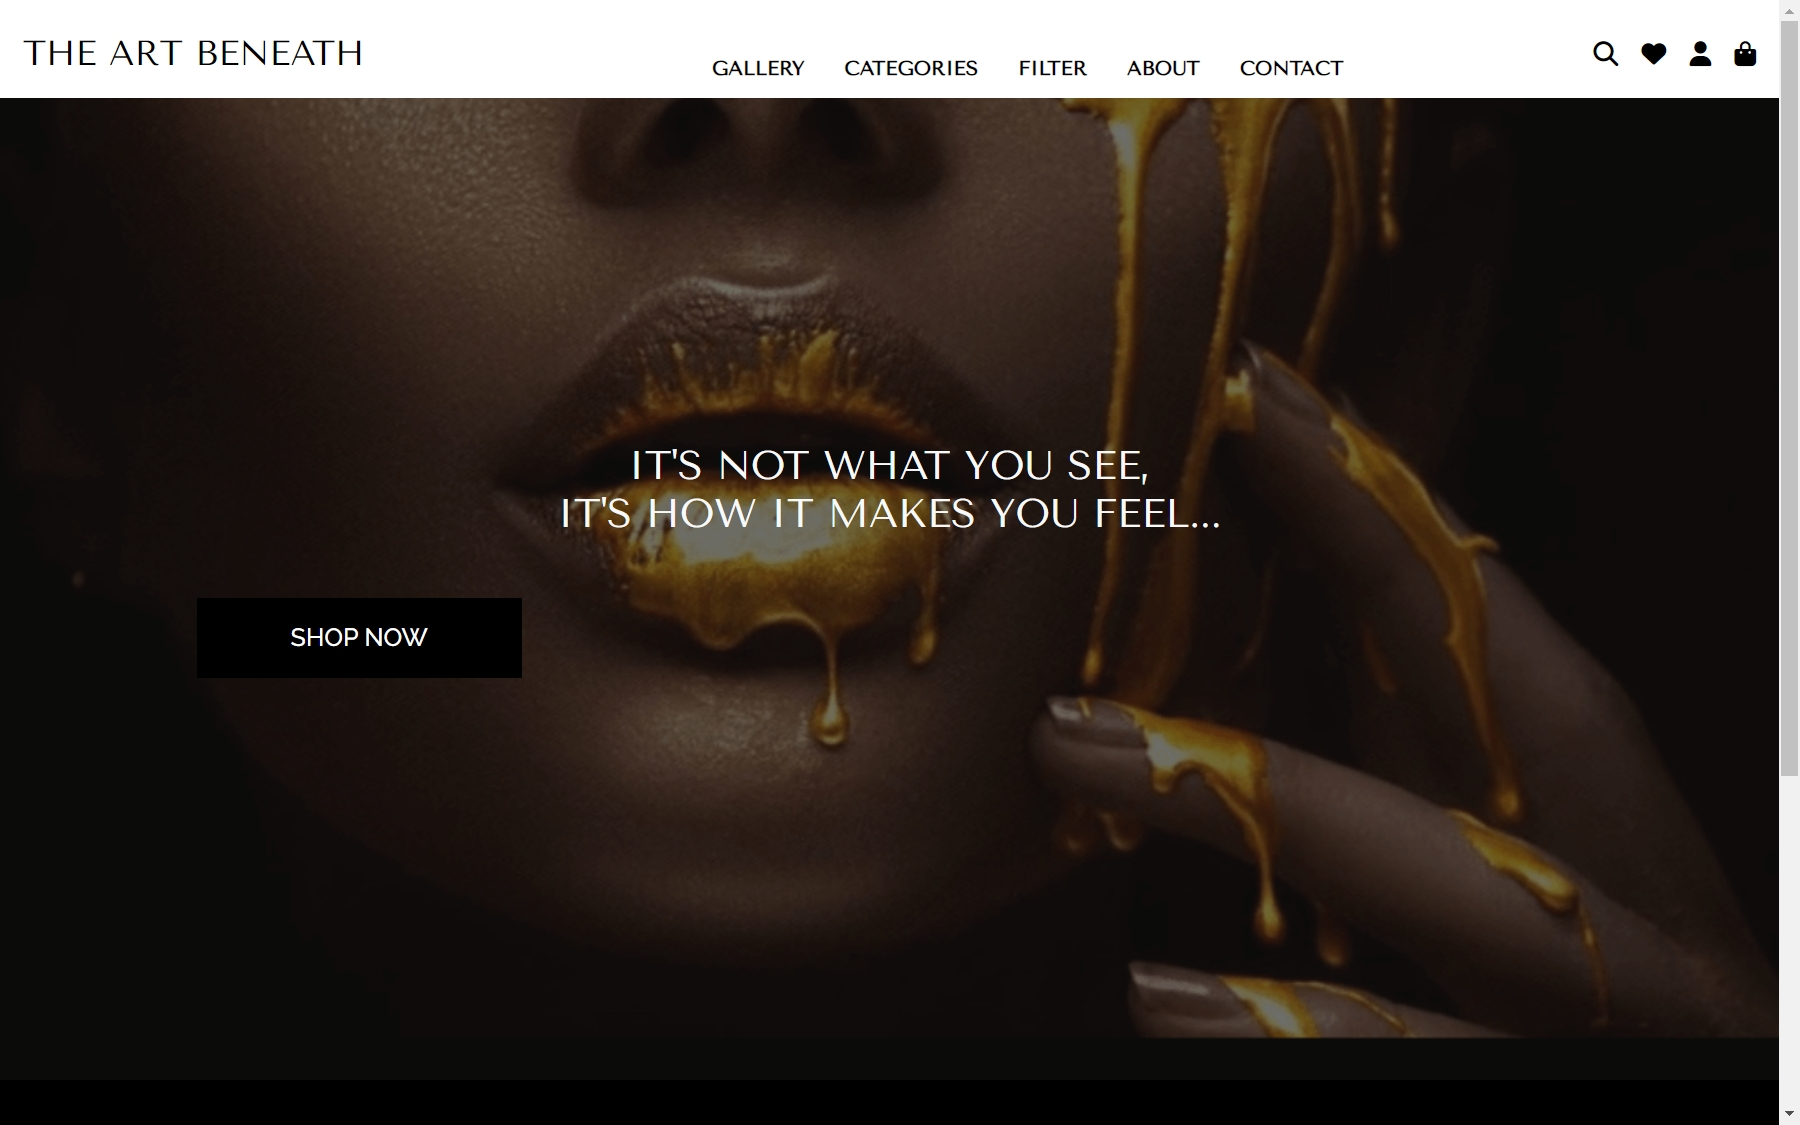 THE ART BENEATH
GALLERY
CATEGORIES
FILTER
ABOUT
CONTACT
IT'S NOT WHAT YOU SEE,
IT'S HOW IT MAKES YOU FEEL...
SHOP NOW